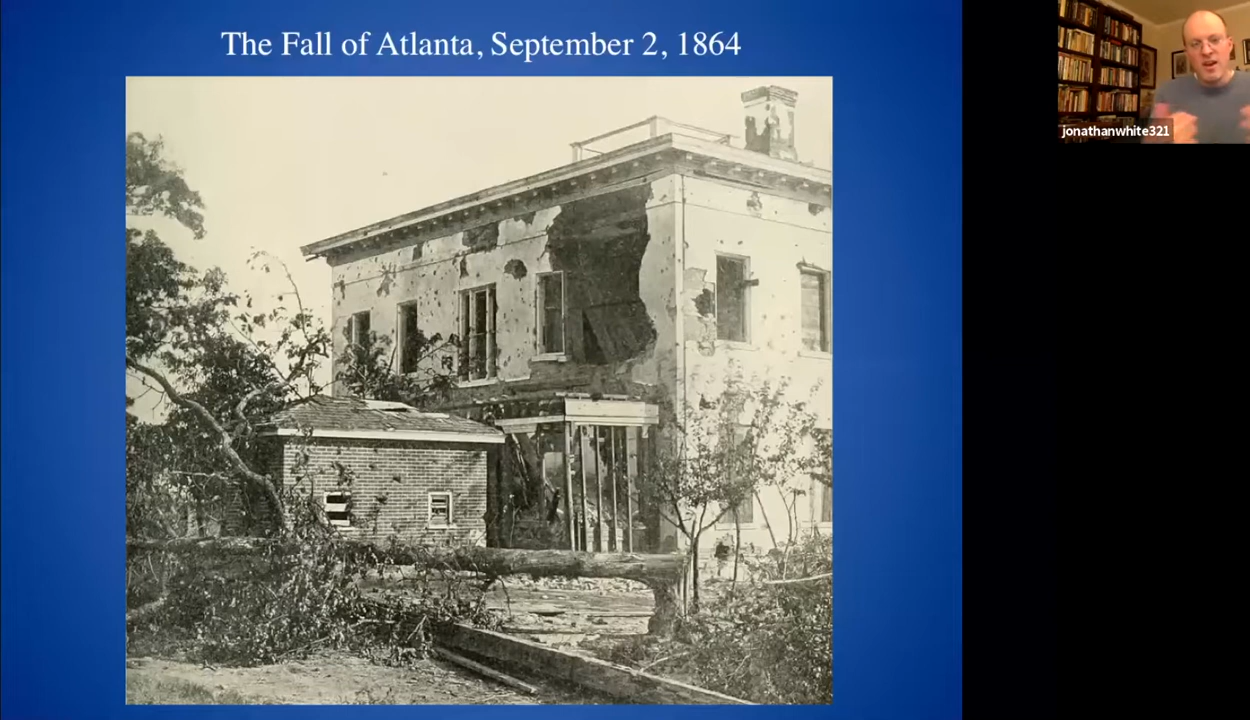 The Fall of Atlanta, September 2, 1864
jonathanwhite321